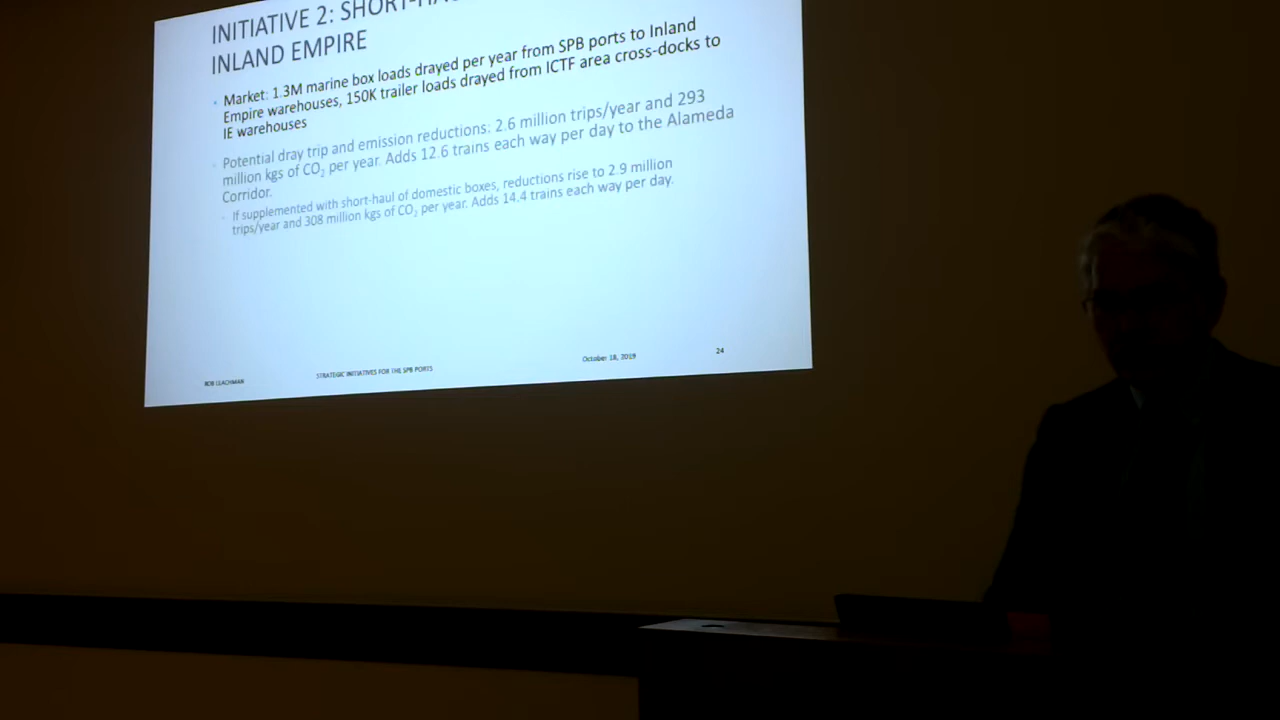 INITIATIVE 2: SHORT-HA
INLAND EMPIRE
Market: 1.3M marine box loads drayed per year from SPB ports to Inland
Empire warehouses, 150K trailer loads drayed from ICTF area cross-docks to
IE warehouses
Potential dray trip and emission reductions: 2.6 million trips/year and 293
million kgs of CO₂ per year. Adds 12.6 trains each way per day to the Alameda
Corridor.
If supplemented with short-haul of domestic boxes, reductions rise to 2.9 million
trips/year and 308 million kgs of CO₂ per year. Adds 14.4 trains each way per day.
BOB LEACHMAN
STRATEGIC INITIATIVES FOR THE SPB PORTS
October 18, 2019
24